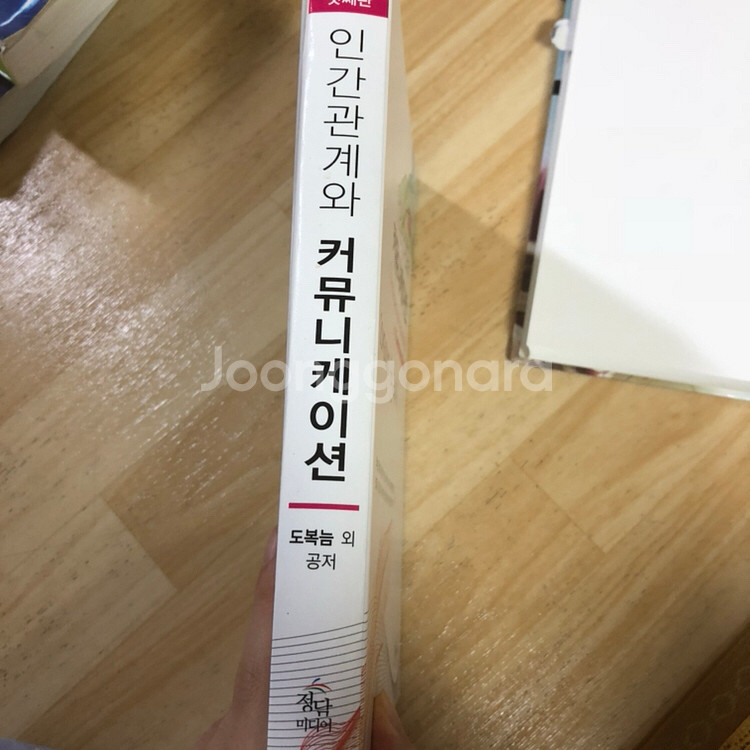 인간관계와 커뮤니케이션
도복늠 외
공저
정담
미디어
Joonggonara